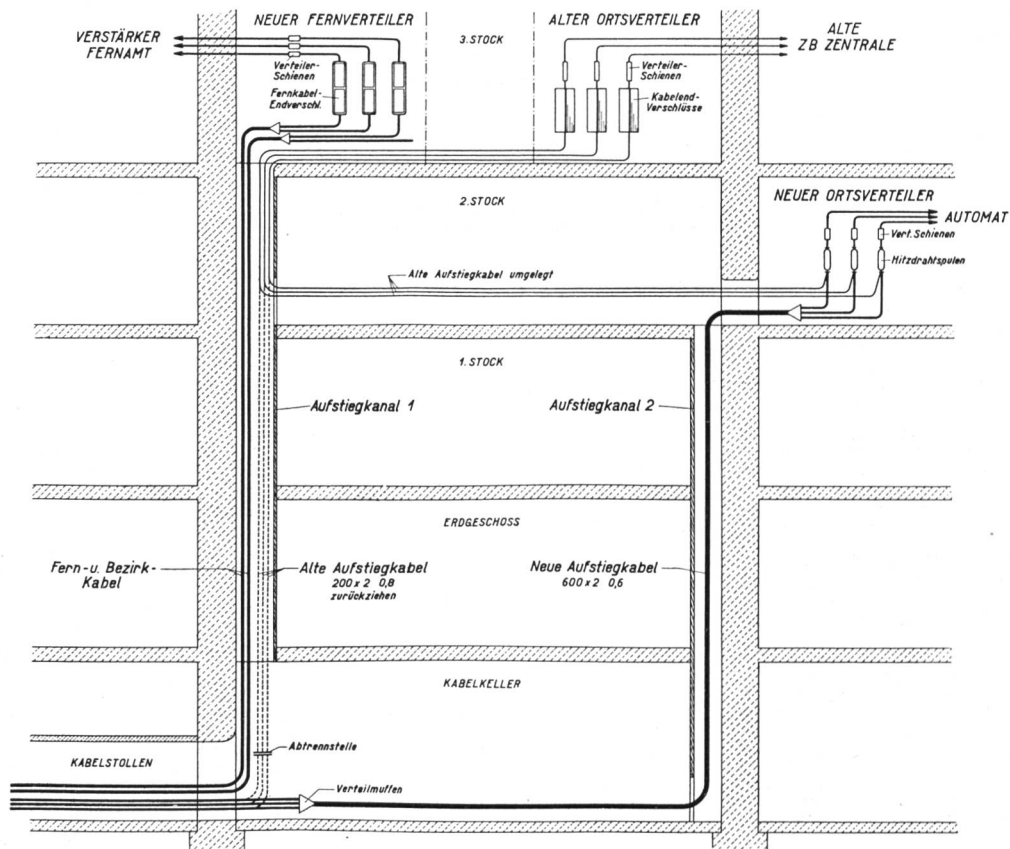 NEUER FERNVERTEILER
ALTER ORTSVERTEILER
VERSTÄRKER
FERNAMT
3. STOCK
ALTE
ZB ZENTRALE
Verteiler-
Schienen
Verteiler-
Schienen
Fernkabel-
Endverschl.
Kabelend-
Verschlüsse
2. STOCK
NEUER ORTSVERTEILER
AUTOMAT
Vert. Schienen
Hitzdrahtspulen
Alte Aufstiegkabel umgelegt
1. STOCK
Aufstiegkanal 1
Aufstiegkanal 2
ERDGESCHOSS
Fern- u. Bezirk-
Kabel
Alte Aufstiegkabel
200 x 2 0,8
zurückziehen
Neue Aufstiegkabel
600 x 2 0,6
KABELKELLER
Abtrennstelle
KABELSTOLLEN
Verteilmuffen